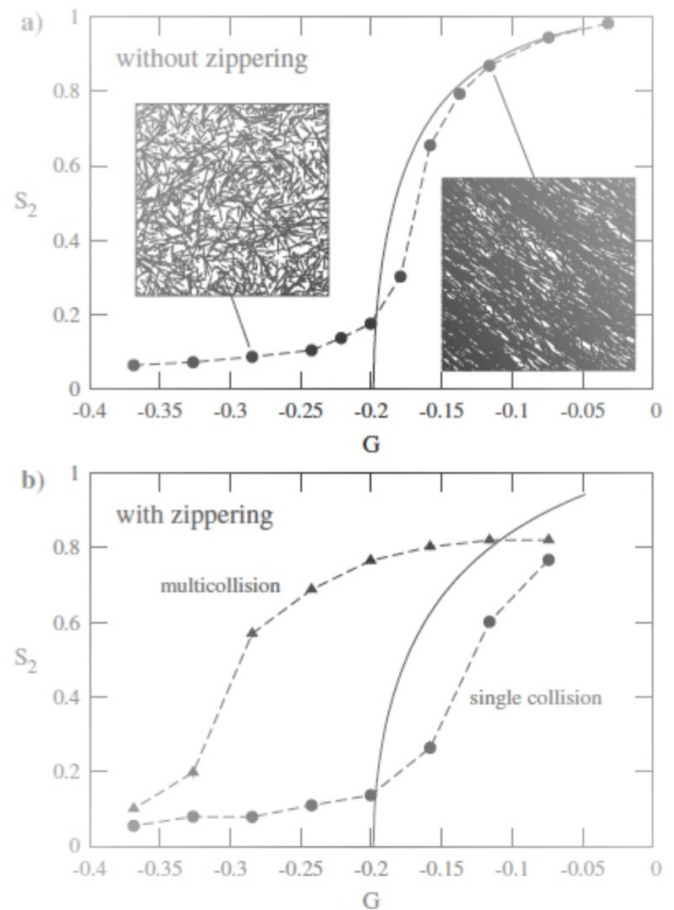 a)
1
without zippering
0.8
0.6
S2
0.4
0.2
0
-0.4 -0.35 -0.3 -0.25 -0.2 -0.15 -0.1 -0.05 0
G
b)
1
with zippering
0.8
multicollision
0.6
S2
0.4
single collision
0.2
0
-0.4 -0.35 -0.3 -0.25 -0.2 -0.15 -0.1 -0.05 0
G